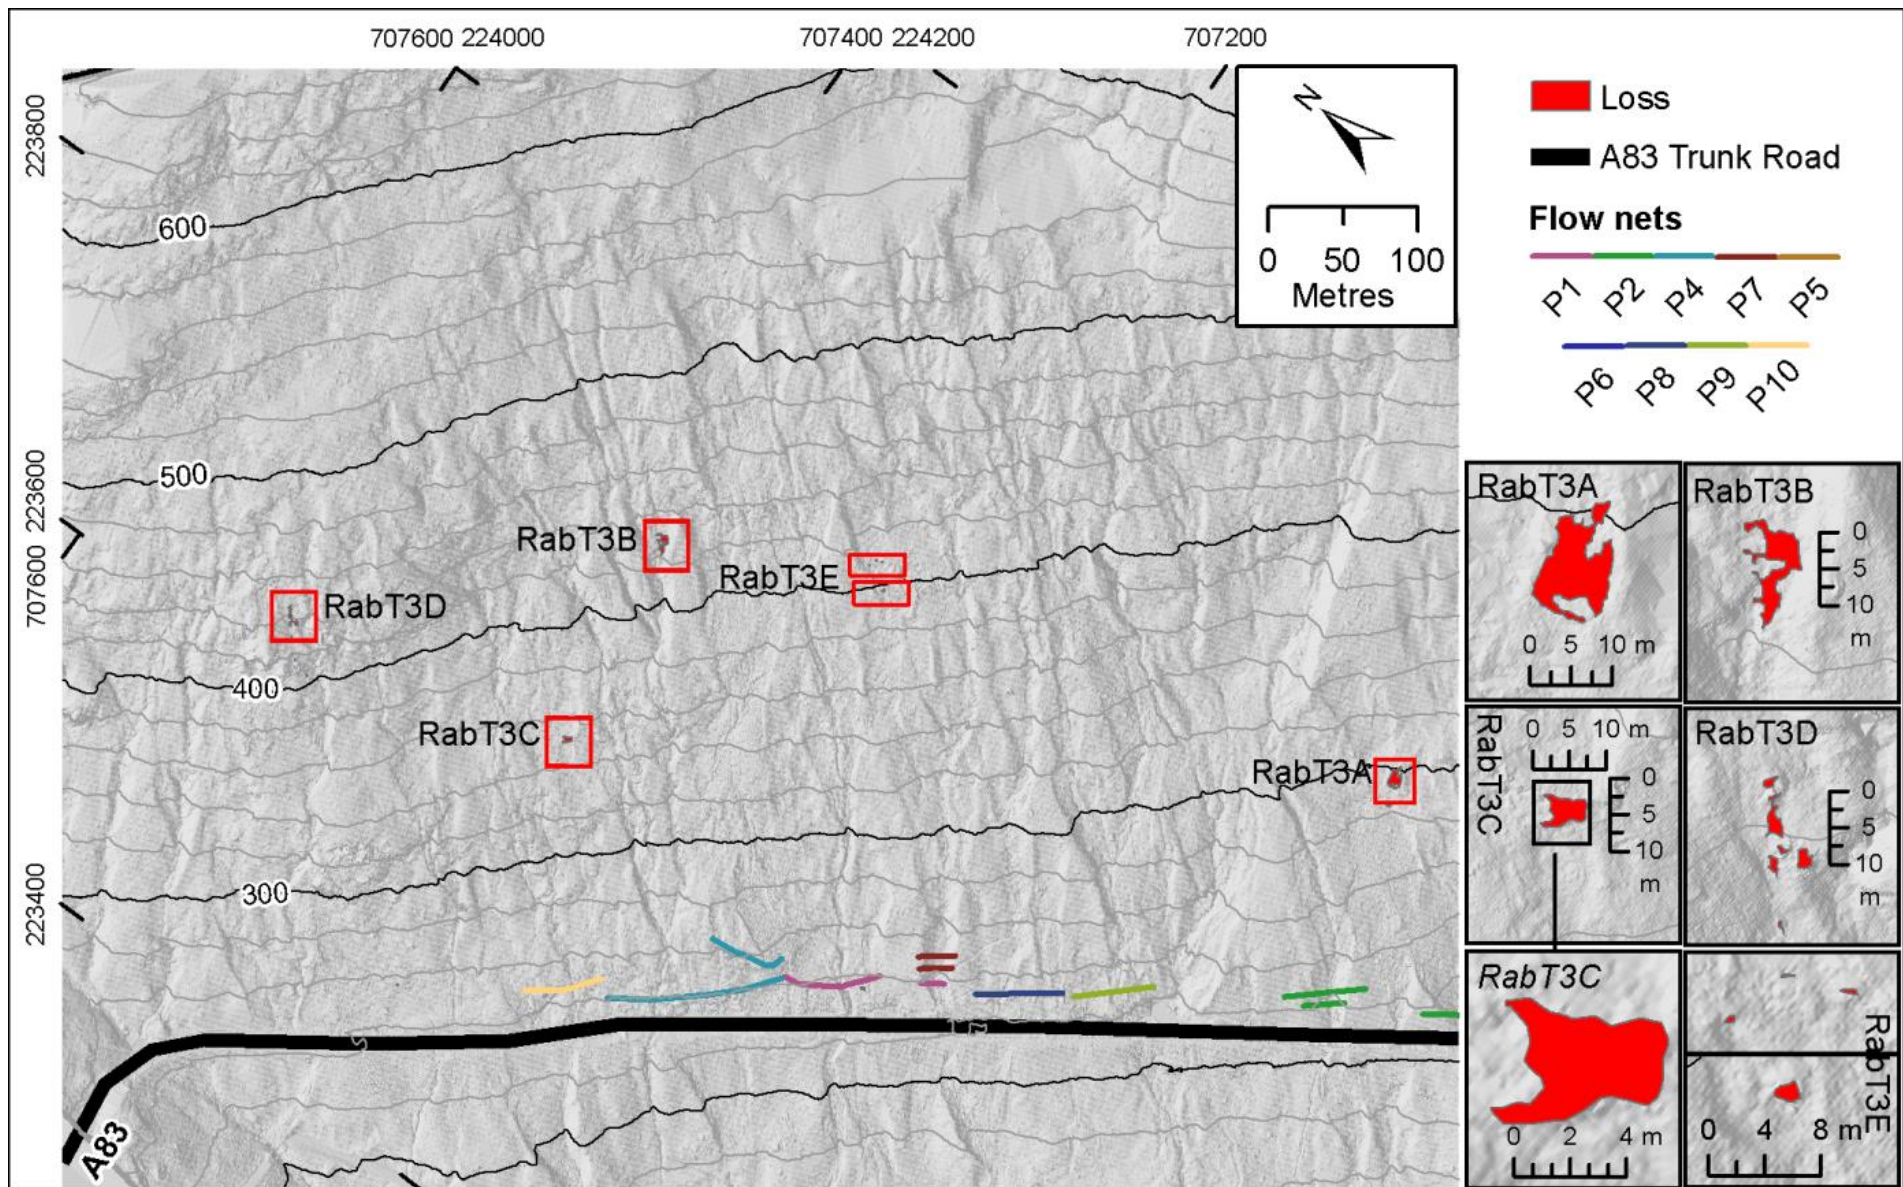 707600 224000
707400 224200
707200
223800
223600
707600
223400
N
0 50 100
Metres
600
500
400
300
RabT3B
RabT3E
RabT3D
RabT3C
RabT3A
A83
Loss
A83 Trunk Road
Flow nets
P1 P2 P4 P7 P5
P6 P8 P9 P10
RabT3A
0 5 10 m
RabT3B
0
5
10
m
RabT3C
0 5 10 m
0
5
10
m
RabT3D
0
5
10
m
RabT3C
0 2 4 m
RabT3E
0 4 8 m